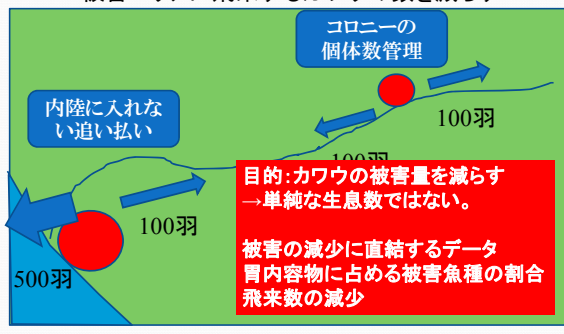 コロニーの
個体数管理
内陸に入れな
い追い払い
100羽
100羽
500羽
目的:カワウの被害量を減らす
→単純な生息数ではない。
被害の減少に直結するデータ
胃内容物に占める被害魚種の割合
飛来数の減少